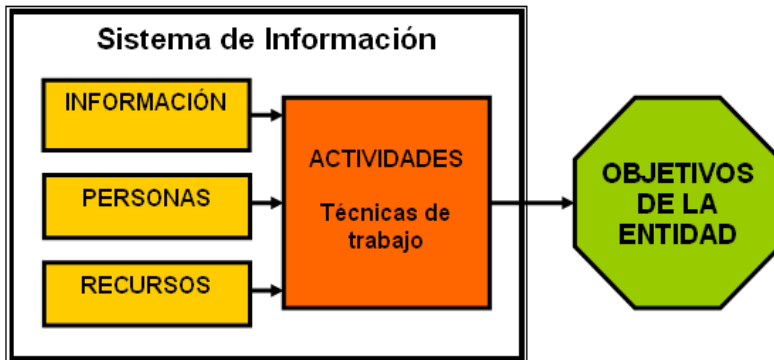 Sistema de Información
INFORMACIÓN
PERSONAS
RECURSOS
ACTIVIDADES
Técnicas de
trabajo
OBJETIVOS
DE LA
ENTIDAD